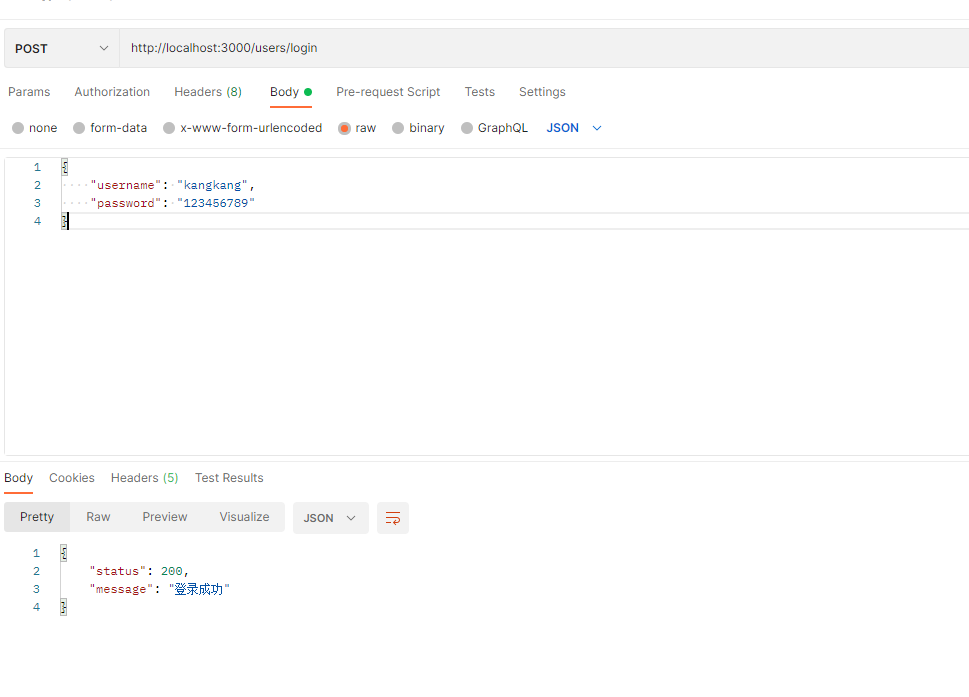 POST http://localhost:3000/users/login
Params Authorization Headers (8) Body Pre-request Script Tests Settings
none form-data x-www-form-urlencoded raw binary GraphQL JSON
1 {
2 "username": "kangkang",
3 "password": "123456789"
4 }
Body Cookies Headers (5) Test Results
Pretty Raw Preview Visualize JSON
1 {
2 "status": 200,
3 "message": "登录成功"
4 }